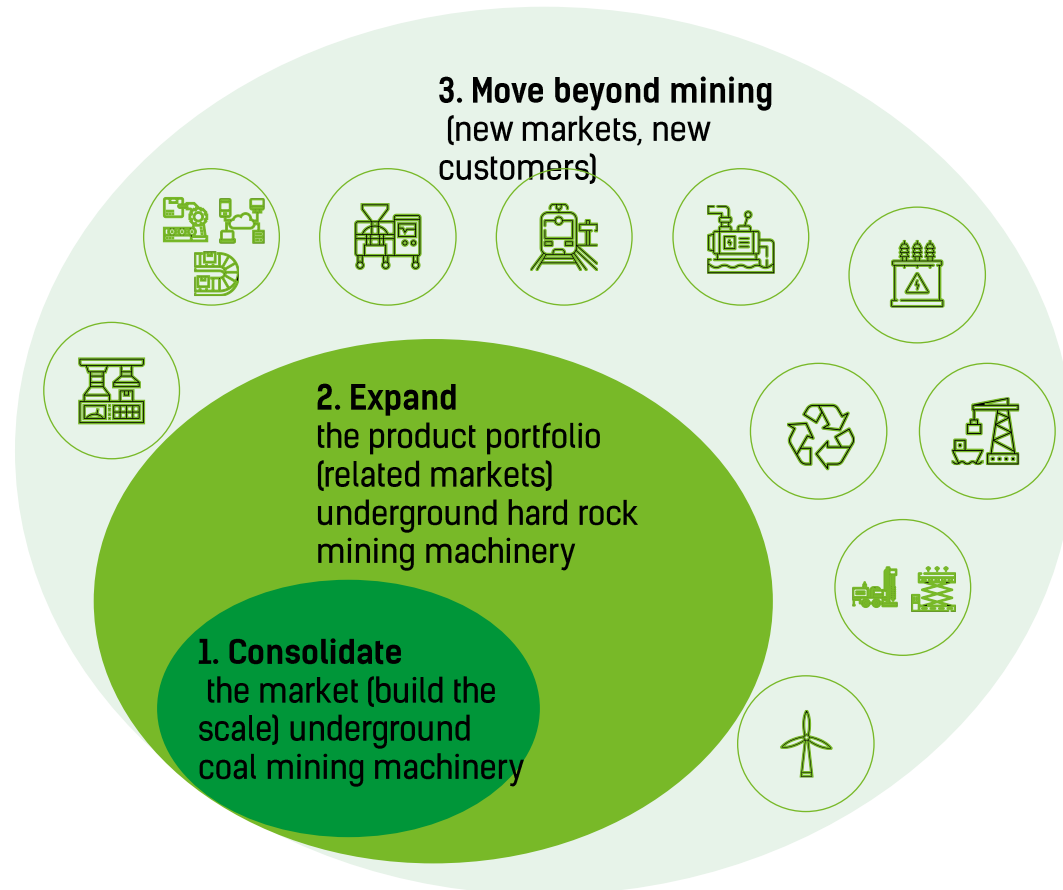 3. Move beyond mining
(new markets, new
customers)
2. Expand
the product portfolio
(related markets)
underground hard rock
mining machinery
1. Consolidate
the market (build the
scale) underground
coal mining machinery